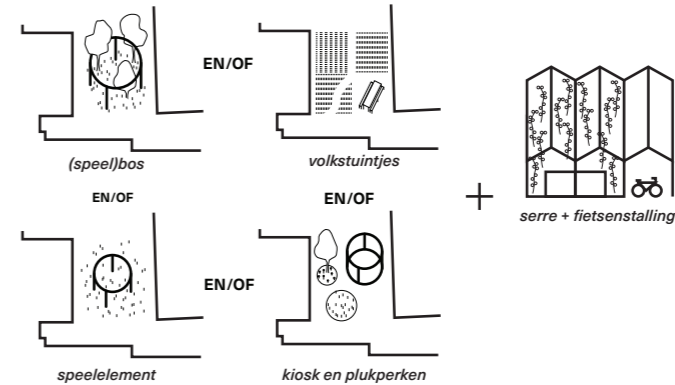 EN/OF
(speel)bos
volkstuintjes
EN/OF
EN/OF
+
serre + fietsenstalling
EN/OF
speelelement
kiosk en plukperken